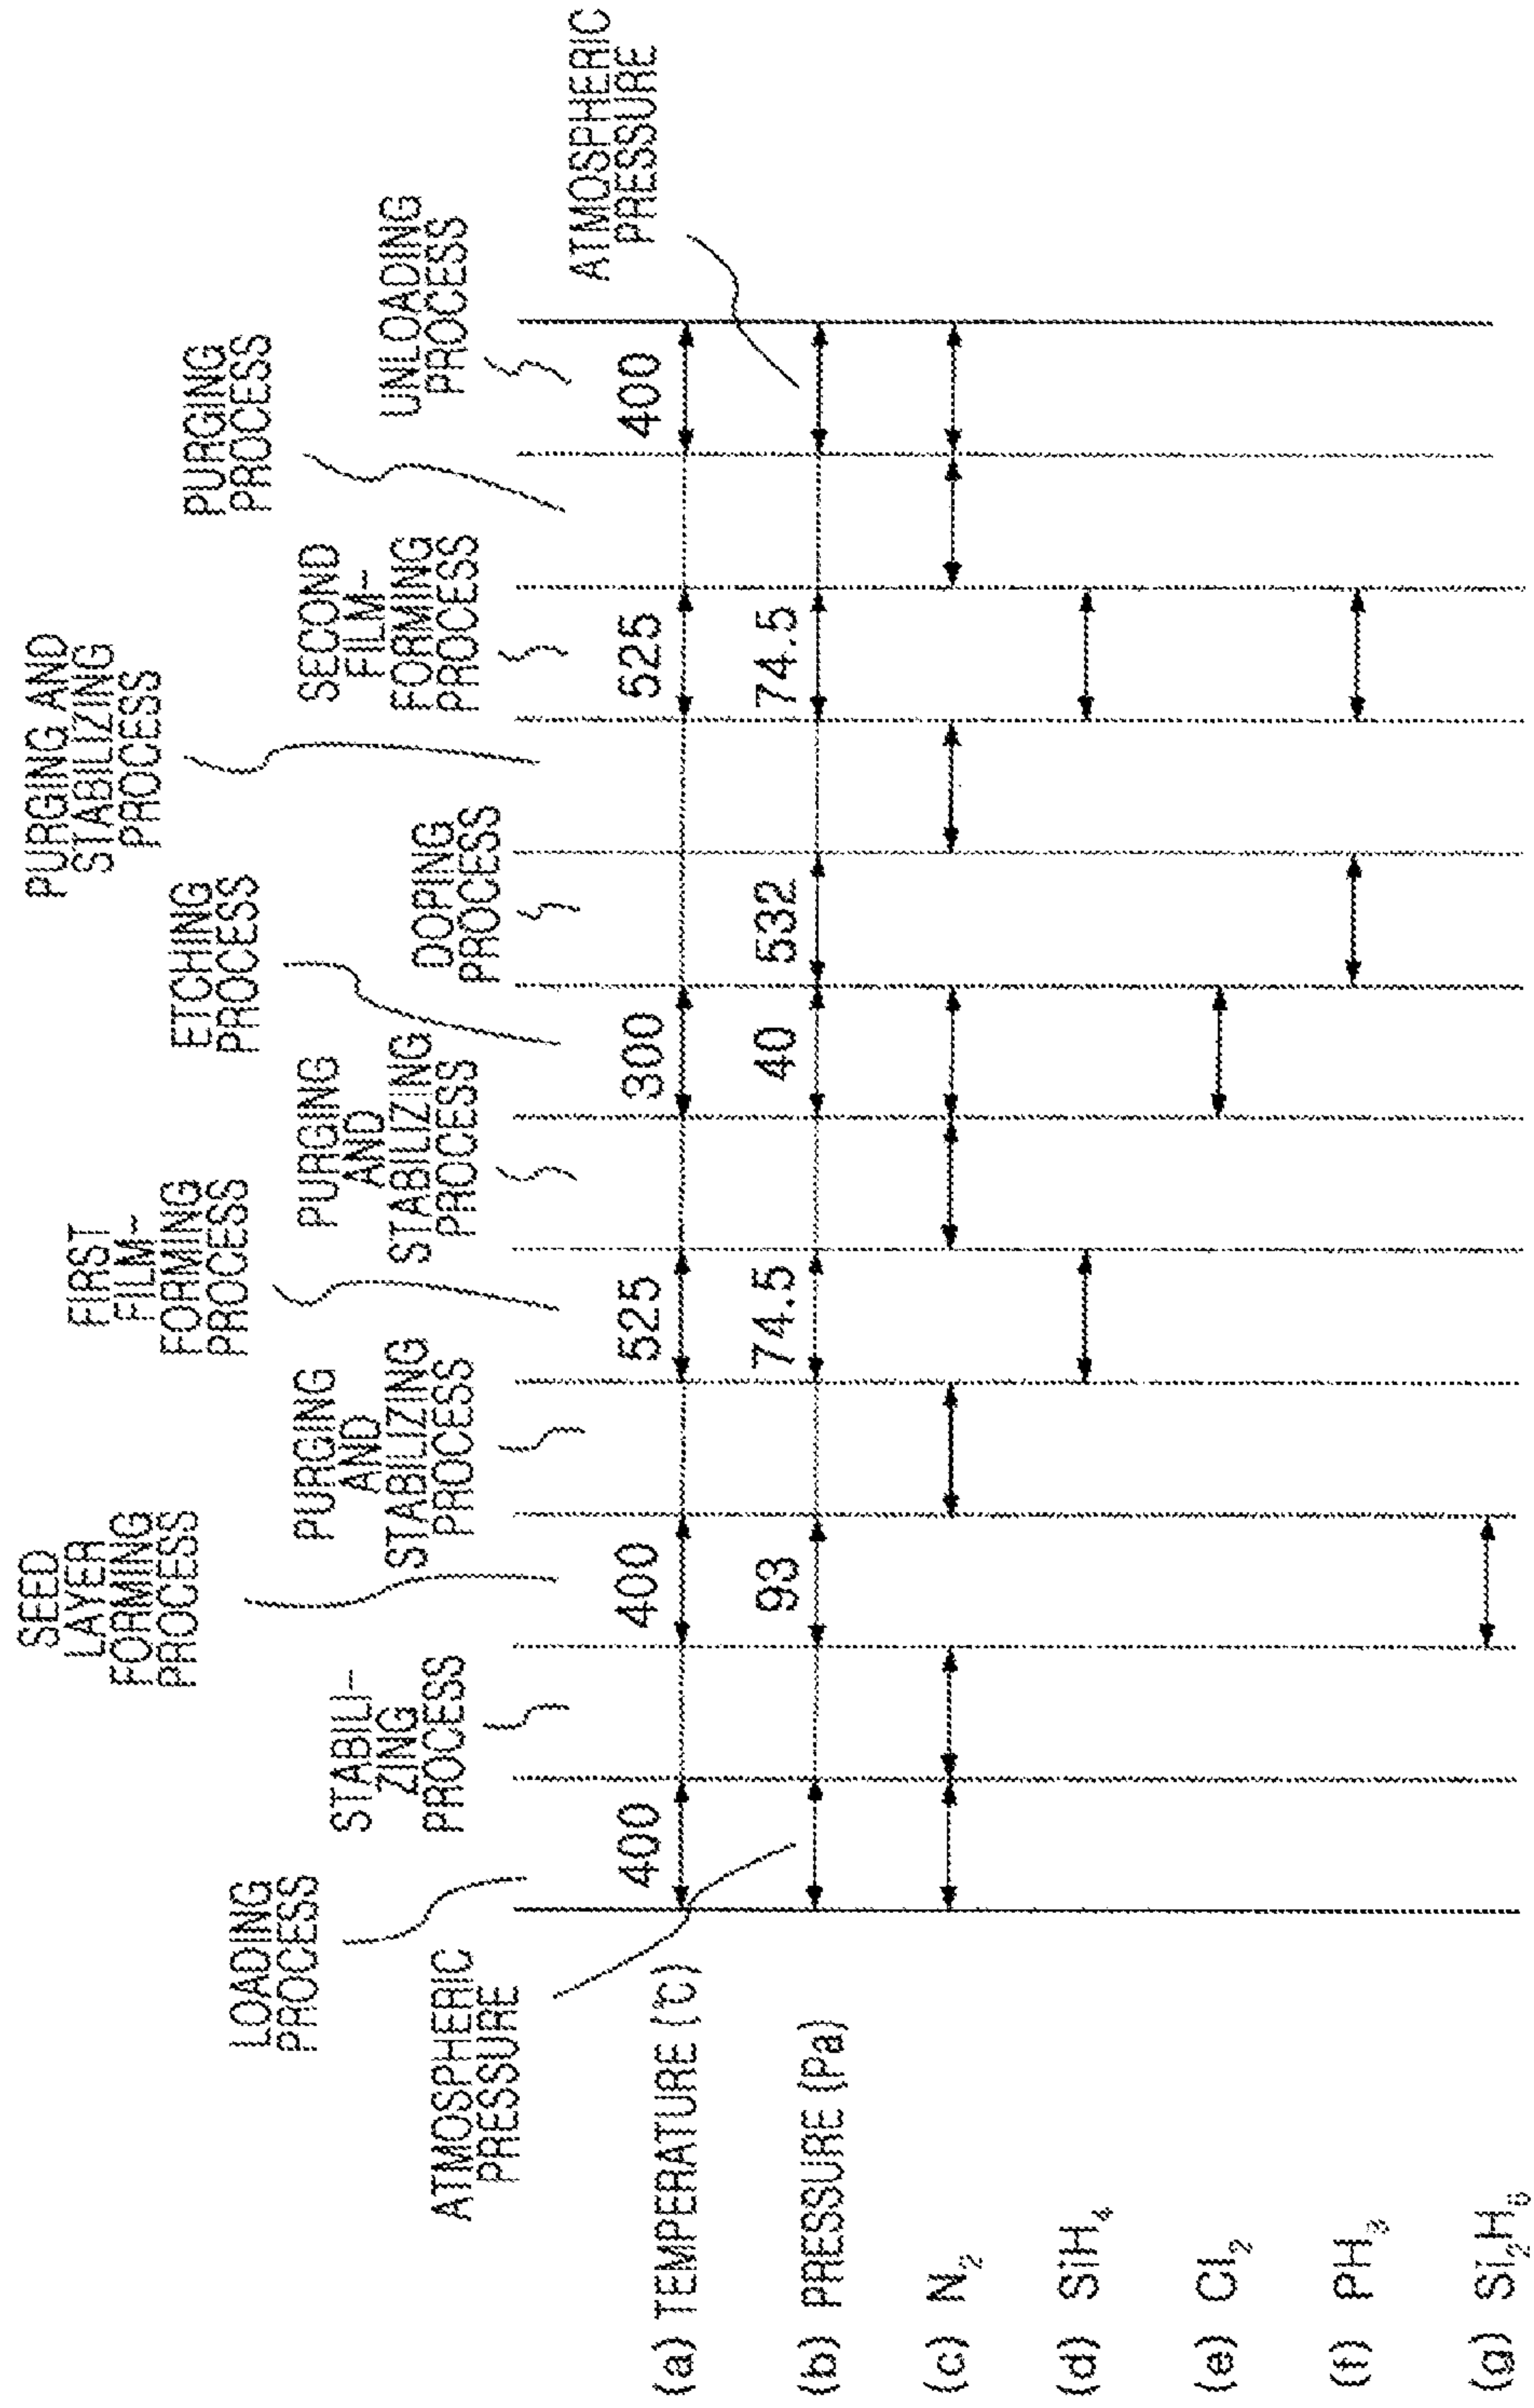 LOADING
PROCESS
STABILI-
ZING
PROCESS
SEED
LAYER
FORMING
PROCESS
PURGING
AND
STABILIZING
PROCESS
FIRST
FILM-
FORMING
PROCESS
PURGING
AND
STABILIZING
PROCESS
ETCHING
PROCESS
DOPING
PROCESS
PURGING AND
STABILIZING
PROCESS
SECOND
FILM-
FORMING
PROCESS
PURGING
PROCESS
UNLOADING
PROCESS
ATMOSPHERIC
PRESSURE
ATMOSPHERIC
PRESSURE
(a) TEMPERATURE (℃) 400 400 525 300 525 400
(b) PRESSURE (Pa) 93 74.5 40 532 74.5
(c) N₂
(d) SiH₄
(e) Cl₂
(f) PH₃
(g) Si₂H₆